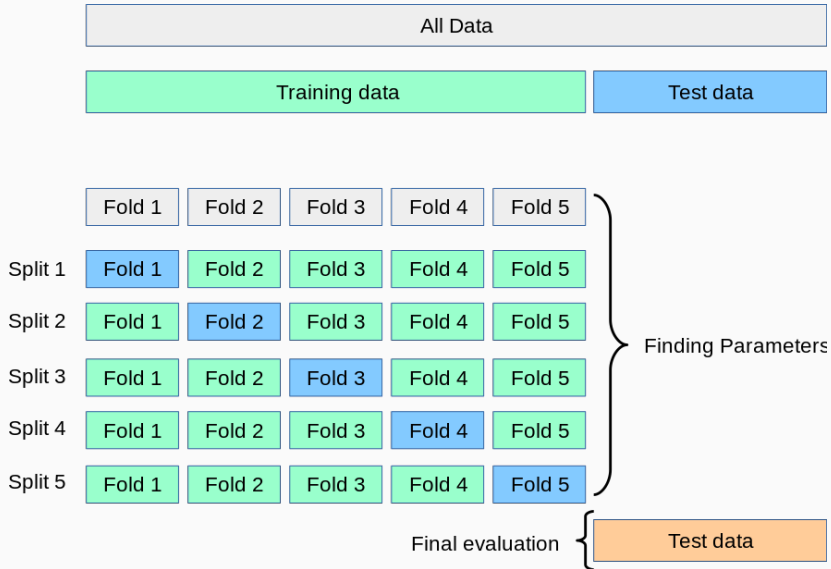 All Data
Training data Test data
Fold 1 Fold 2 Fold 3 Fold 4 Fold 5
Split 1 Fold 1 Fold 2 Fold 3 Fold 4 Fold 5
Split 2 Fold 1 Fold 2 Fold 3 Fold 4 Fold 5
Finding Parameters
Split 3 Fold 1 Fold 2 Fold 3 Fold 4 Fold 5
Split 4 Fold 1 Fold 2 Fold 3 Fold 4 Fold 5
Split 5 Fold 1 Fold 2 Fold 3 Fold 4 Fold 5
Final evaluation Test data